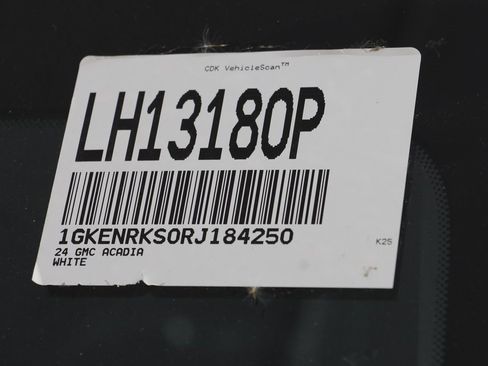 CDK VehicleScan™
LH13180P
1GKENRKS0RJ184250
K25
24 GMC ACADIA
WHITE